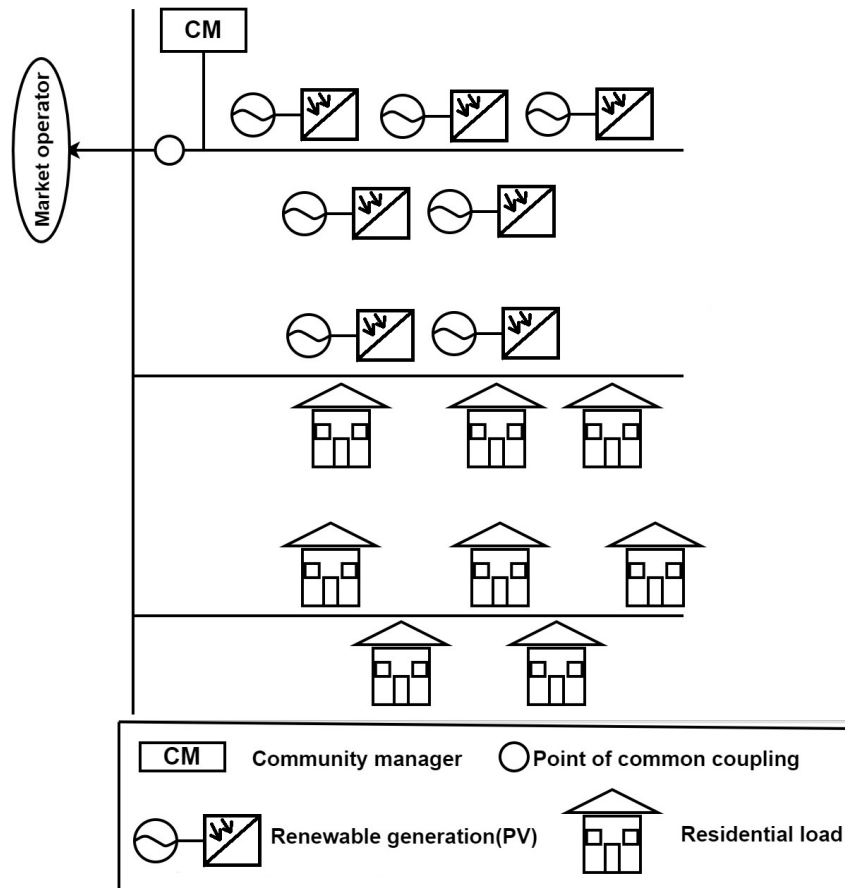 CM
Market operator
CM Community manager Point of common coupling
Renewable generation(PV) Residential load